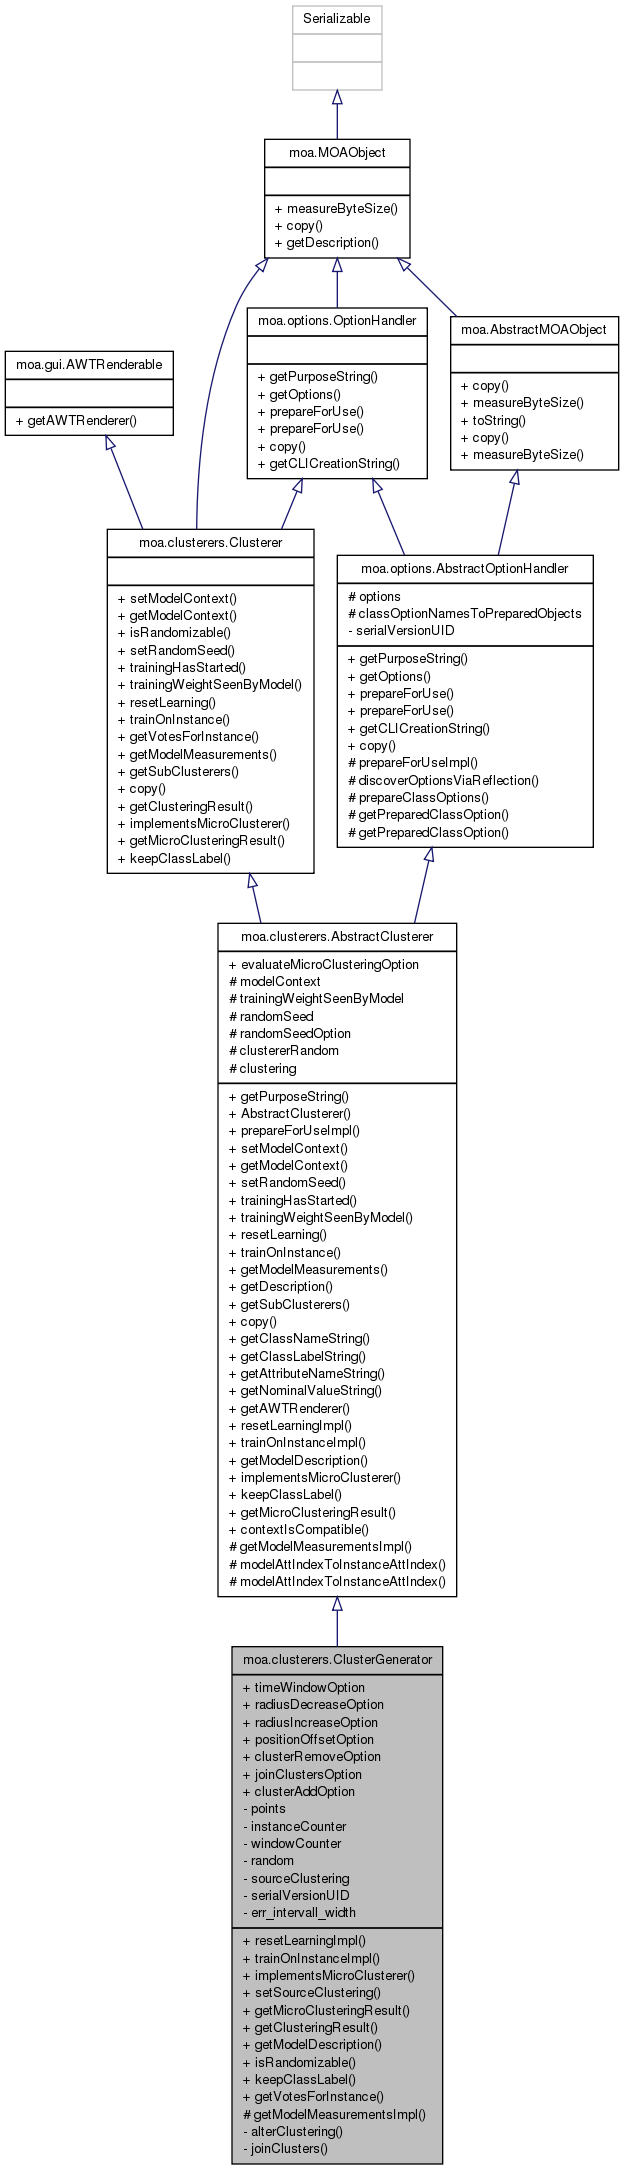 Serializable
moa.MOAObject
+ measureByteSize()
+ copy()
+ getDescription()
moa.gui.AWTRenderable
+ getAWTRenderer()
moa.options.OptionHandler
+ getPurposeString()
+ getOptions()
+ prepareForUse()
+ prepareForUse()
+ copy()
+ getCLICreationString()
moa.AbstractMOAObject
+ copy()
+ measureByteSize()
+ toString()
+ copy()
+ measureByteSize()
moa.clusterers.Clusterer
+ setModelContext()
+ getModelContext()
+ isRandomizable()
+ setRandomSeed()
+ trainingHasStarted()
+ trainingWeightSeenByModel()
+ resetLearning()
+ trainOnInstance()
+ getVotesForInstance()
+ getModelMeasurements()
+ getSubClusterers()
+ copy()
+ getClusteringResult()
+ implementsMicroClusterer()
+ getMicroClusteringResult()
+ keepClassLabel()
moa.options.AbstractOptionHandler
# options
# classOptionNamesToPreparedObjects
- serialVersionUID
+ getPurposeString()
+ getOptions()
+ prepareForUse()
+ prepareForUse()
+ getCLICreationString()
+ copy()
# prepareForUseImpl()
# discoverOptionsViaReflection()
# prepareClassOptions()
# getPreparedClassOption()
# getPreparedClassOption()
moa.clusterers.AbstractClusterer
+ evaluateMicroClusteringOption
# modelContext
# trainingWeightSeenByModel
# randomSeed
# randomSeedOption
# clustererRandom
# clustering
+ getPurposeString()
+ AbstractClusterer()
+ prepareForUseImpl()
+ setModelContext()
+ getModelContext()
+ setRandomSeed()
+ trainingHasStarted()
+ trainingWeightSeenByModel()
+ resetLearning()
+ trainOnInstance()
+ getModelMeasurements()
+ getDescription()
+ getSubClusterers()
+ copy()
+ getClassNameString()
+ getClassLabelString()
+ getAttributeNameString()
+ getNominalValueString()
+ getAWTRenderer()
+ resetLearningImpl()
+ trainOnInstanceImpl()
+ getModelDescription()
+ implementsMicroClusterer()
+ keepClassLabel()
+ getMicroClusteringResult()
+ contextIsCompatible()
# getModelMeasurementsImpl()
# modelAttIndexToInstanceAttIndex()
# modelAttIndexToInstanceAttIndex()
moa.clusterers.ClusterGenerator
+ timeWindowOption
+ radiusDecreaseOption
+ radiusIncreaseOption
+ positionOffsetOption
+ clusterRemoveOption
+ joinClustersOption
+ clusterAddOption
- points
- instanceCounter
- windowCounter
- random
- sourceClustering
- serialVersionUID
- err_intervall_width
+ resetLearningImpl()
+ trainOnInstanceImpl()
+ implementsMicroClusterer()
+ setSourceClustering()
+ getMicroClusteringResult()
+ getClusteringResult()
+ getModelDescription()
+ isRandomizable()
+ keepClassLabel()
+ getVotesForInstance()
# getModelMeasurementsImpl()
- alterClustering()
- joinClusters()